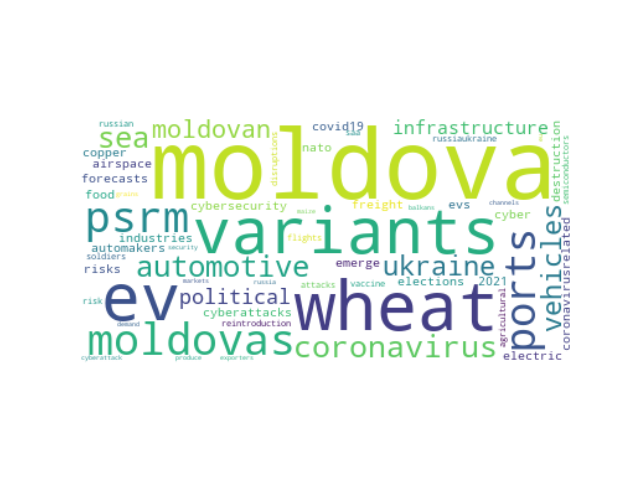 russian
sea
moldovan
covid19
saa
infrastructure
russiaukraine
copper
airspace
forecasts
food
moldova
nato
disruptions
destruction
semiconductors
cybersecurity
maize
freight
balkans
evs
channels
cyber
psrm
variants
industries
automakers
security
soldiers
flights
risks
automotive
emerge
ukraine
ports
vehicles
coronavirusrelated
markets
russia
attacks
vaccine
elections
2021
agricultural
ev
political
wheat
risk
cyberattacks
reintroduction
demand
moldovas
coronavirus
electric
cyberattack
produce
exporters